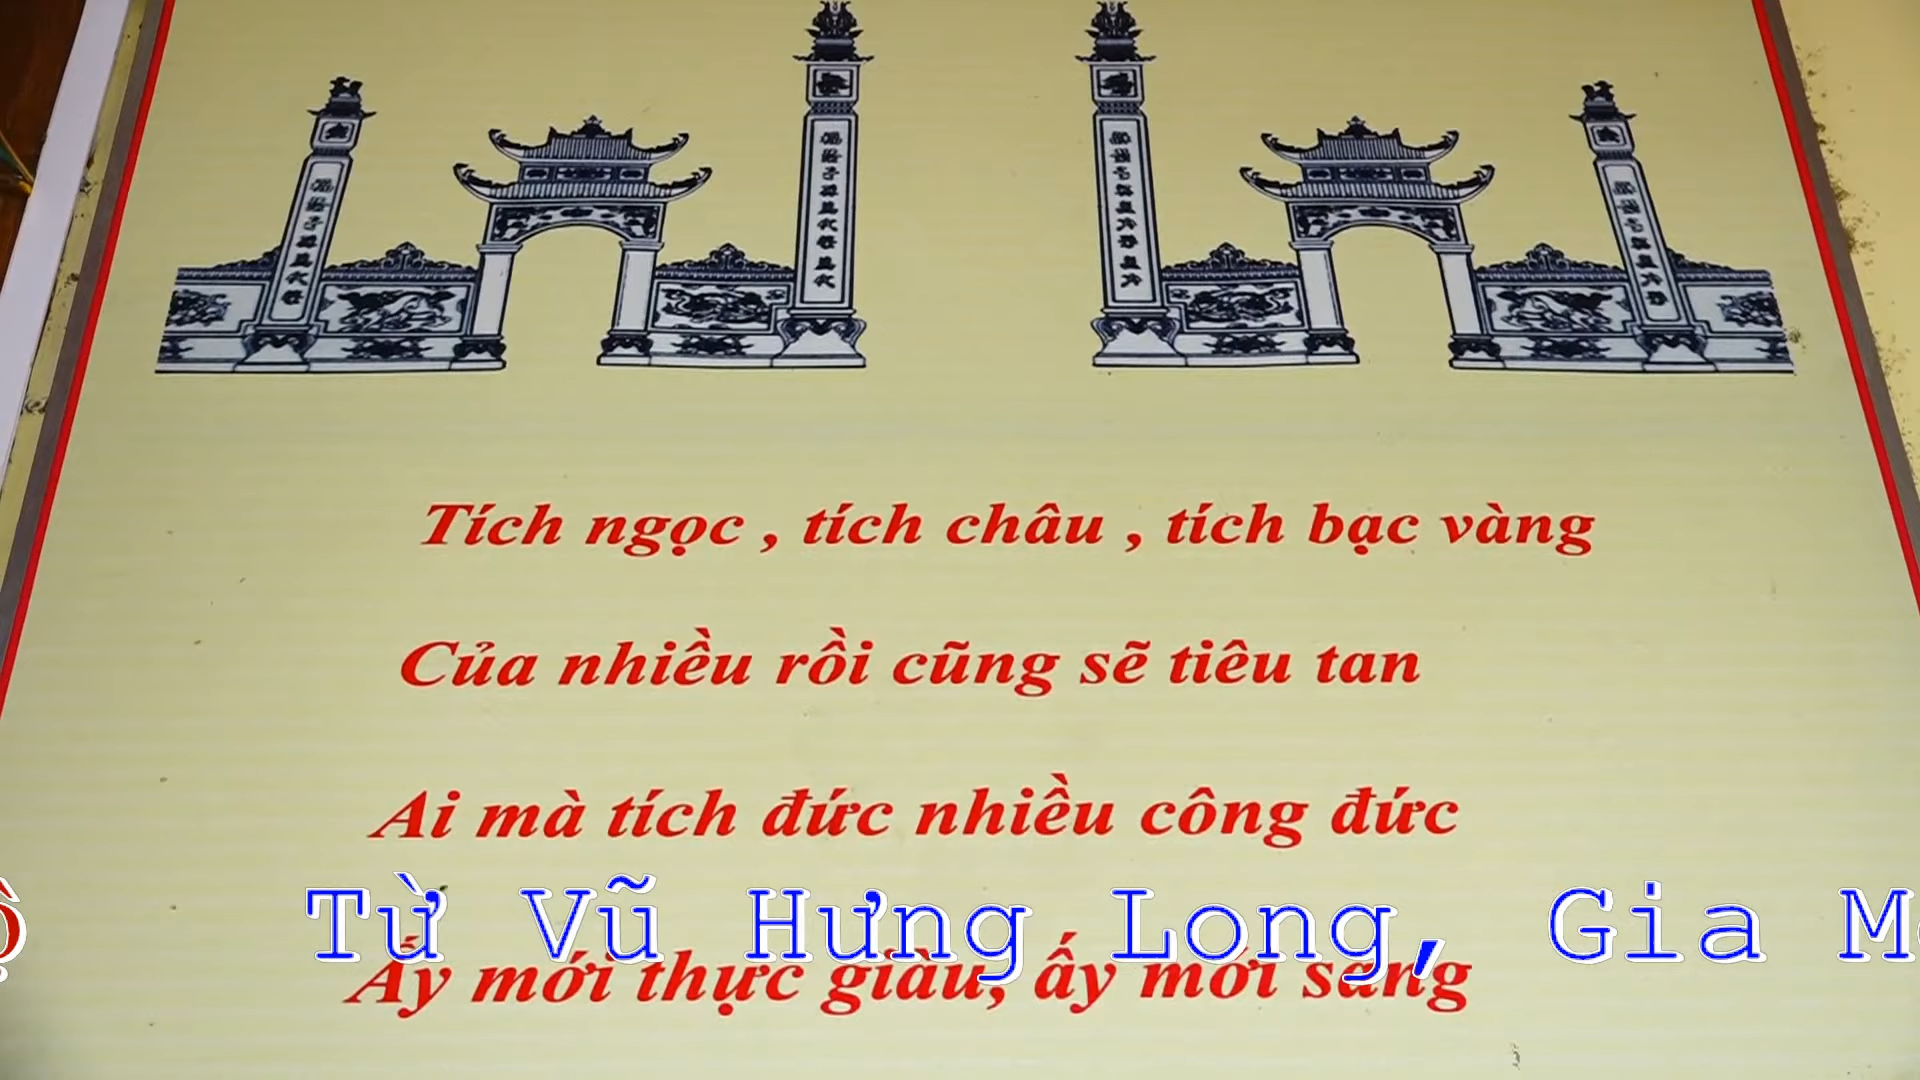 Tích ngọc , tích châu , tích bạc vàng
Của nhiều rồi cũng sẽ tiêu tan
Ai mà tích đức nhiều công đức
Từ Vũ Hưng Long, Gia
Ấy mới thực giàu, ấy mới sang